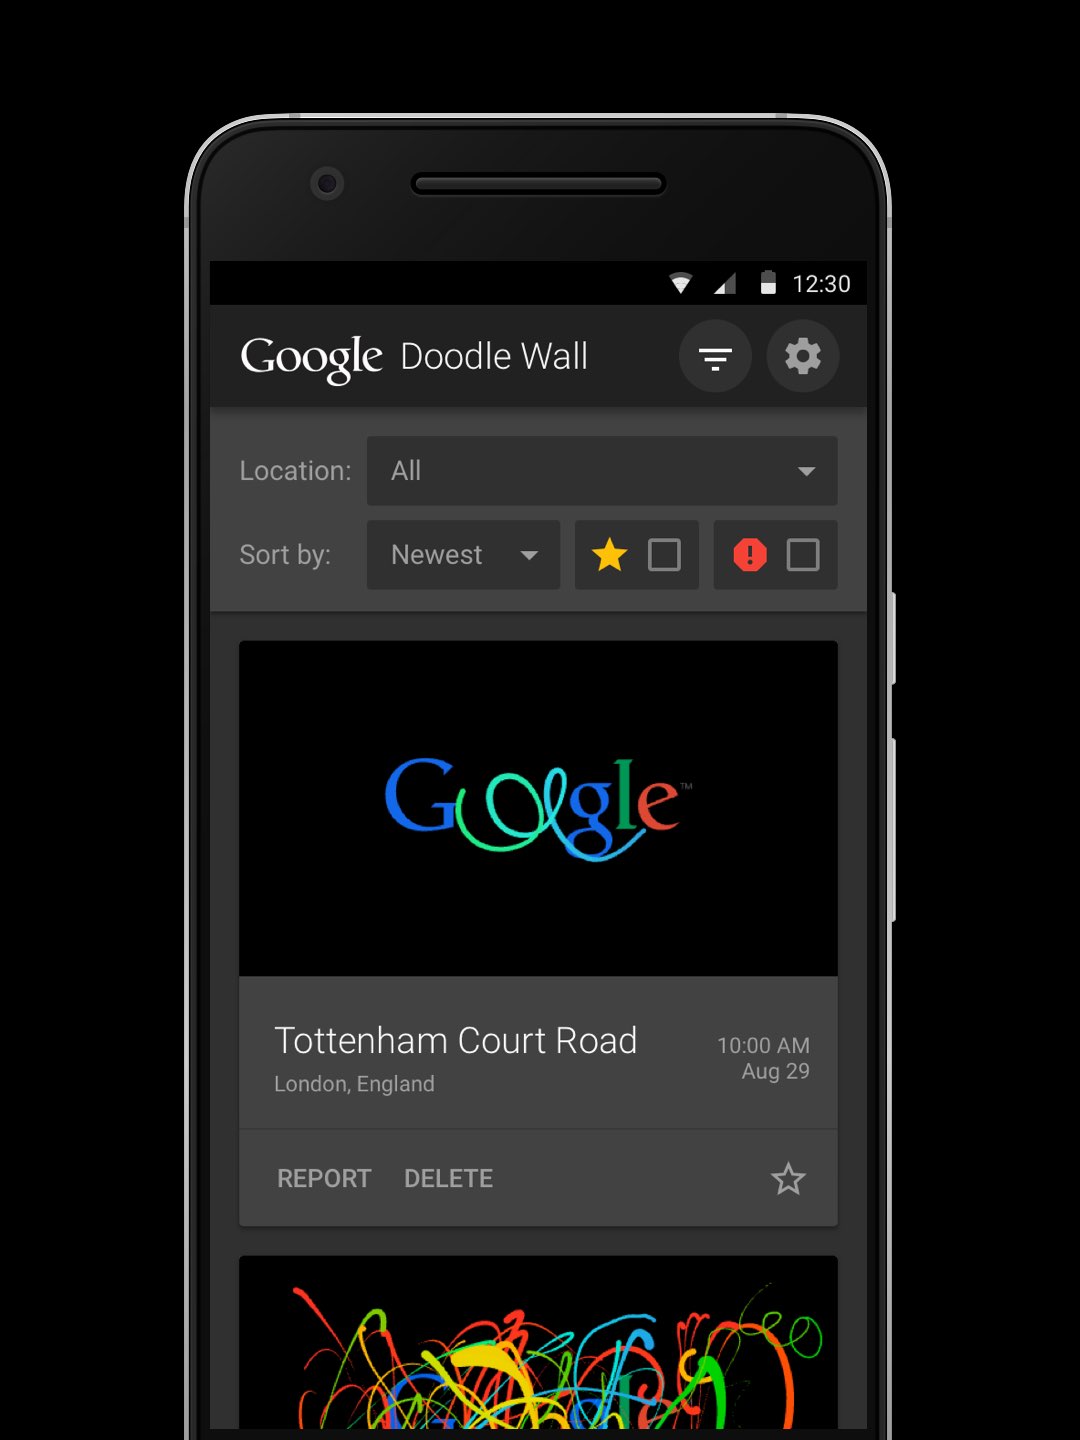 12:30
Google Doodle Wall
Location: All
Sort by: Newest
Google™
Tottenham Court Road
10:00 AM
London, England
Aug 29
REPORT DELETE
Google